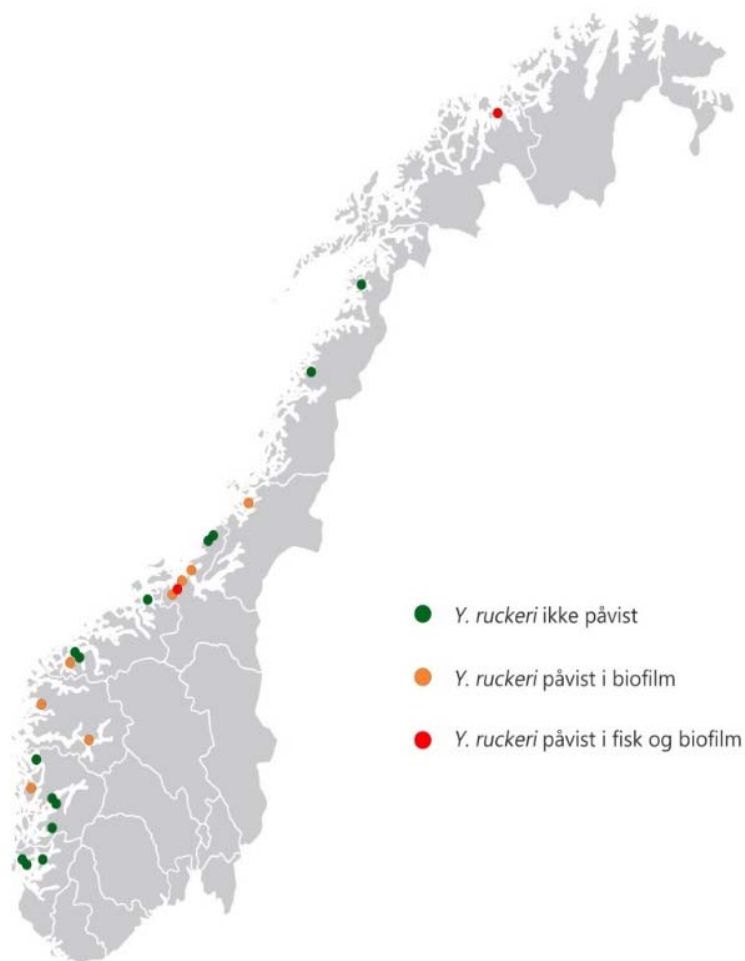 Y. ruckeri ikke påvist
Y. ruckeri påvist i biofilm
Y. ruckeri påvist i fisk og biofilm